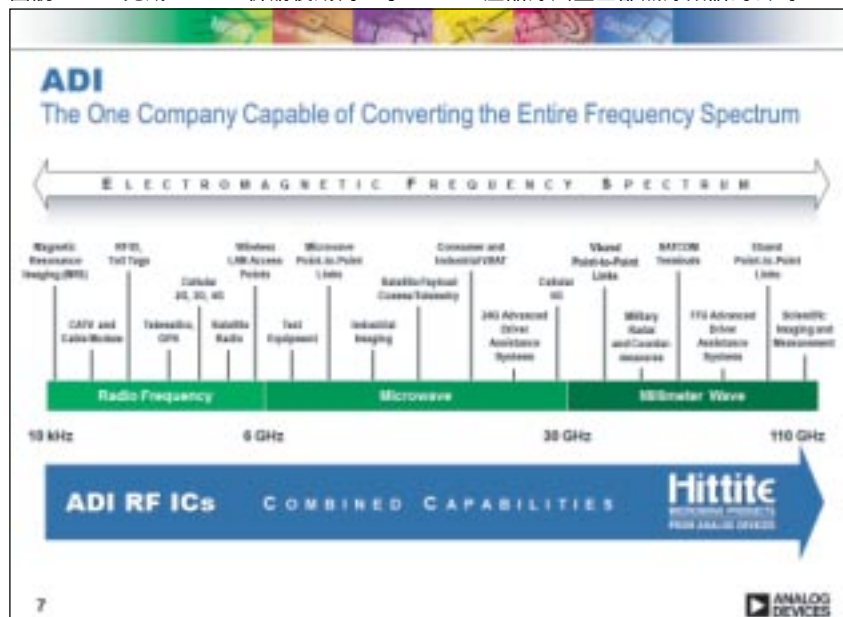 ADI
The One Company Capable of Converting the Entire Frequency Spectrum
ELECTROMAGNETIC FREQUENCY SPECTRUM
Magnetic Resonance Imaging (MRI)
RFID, Toll Tags
Wireless LAN Access Points
Microwave Point-to-Point Links
Consumer and Industrial VSAT
Vband Point-to-Point Links
SATCOM Terminals
Eband Point-to-Point Links
Cellular 2G, 3G, 4G
Satellite Payload Comms/Telemetry
Cellular 5G
CATV and Cable Modem
Telematics, GPS
Satellite Radio
Test Equipment
Industrial Imaging
24G Advanced Driver Assistance Systems
Military Radar and Counter-measures
77G Advanced Driver Assistance Systems
Scientific Imaging and Measurement
Radio Frequency
Microwave
Millimeter Wave
10 kHz
6 GHz
30 GHz
110 GHz
ADI RF ICs
COMBINED CAPABILITIES
Hittite
MICROWAVE PRODUCTS
FROM ANALOG DEVICES
7
ANALOG
DEVICES